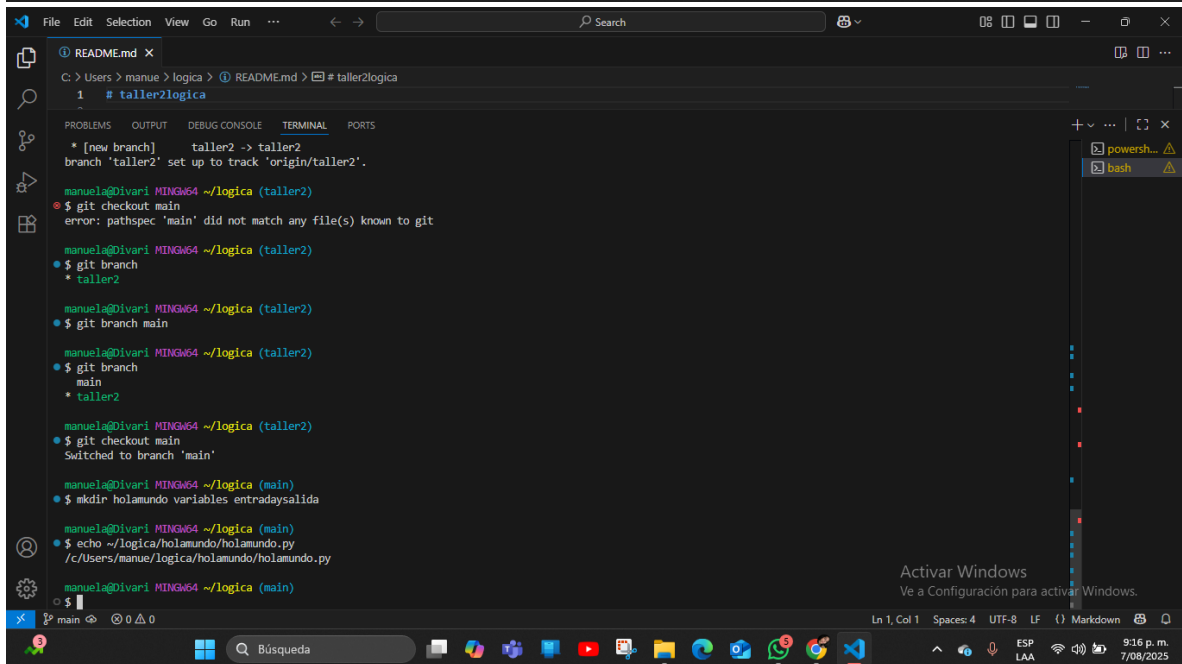 File Edit Selection View Go Run ··· ← → Search
README.md ×
C: > Users > manue > logica > README.md > # taller2logica
1 # taller2logica
PROBLEMS OUTPUT DEBUG CONSOLE TERMINAL PORTS
* [new branch] taller2 -> taller2
branch 'taller2' set up to track 'origin/taller2'.
powersh...
bash
manuela@Divari MINGW64 ~/logica (taller2)
$ git checkout main
error: pathspec 'main' did not match any file(s) known to git
manuela@Divari MINGW64 ~/logica (taller2)
$ git branch
* taller2
manuela@Divari MINGW64 ~/logica (taller2)
$ git branch main
manuela@Divari MINGW64 ~/logica (taller2)
$ git branch
main
* taller2
manuela@Divari MINGW64 ~/logica (taller2)
$ git checkout main
Switched to branch 'main'
manuela@Divari MINGW64 ~/logica (main)
$ mkdir holamundo variables entradaysalida
manuela@Divari MINGW64 ~/logica (main)
$ echo ~/logica/holamundo/holamundo.py
/c/Users/manue/logica/holamundo/holamundo.py
manuela@Divari MINGW64 ~/logica (main)
$
Activar Windows
Ve a Configuración para activar Windows.
main 0 0 Ln 1, Col 1 Spaces: 4 UTF-8 LF {} Markdown
3 Búsqueda 5 ESP 9:16 p. m.
LAA 7/08/2025